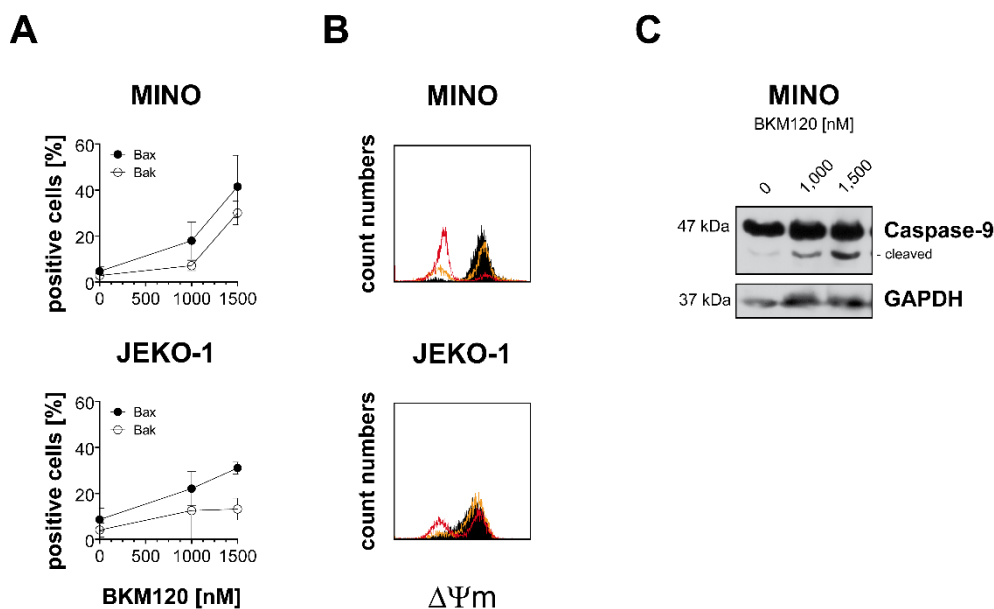 A
B
C
MINO
MINO
MINO
BKM120 [nM]
0 1,000 1,500
positive cells [%]
60
40
20
0
Bax
Bak
0 500 1000 1500
count numbers
47 kDa
Caspase-9
- cleaved
37 kDa
GAPDH
JEKO-1
JEKO-1
positive cells [%]
60
40
20
0
Bax
Bak
0 500 1000 1500
BKM120 [nM]
count numbers
ΔΨm